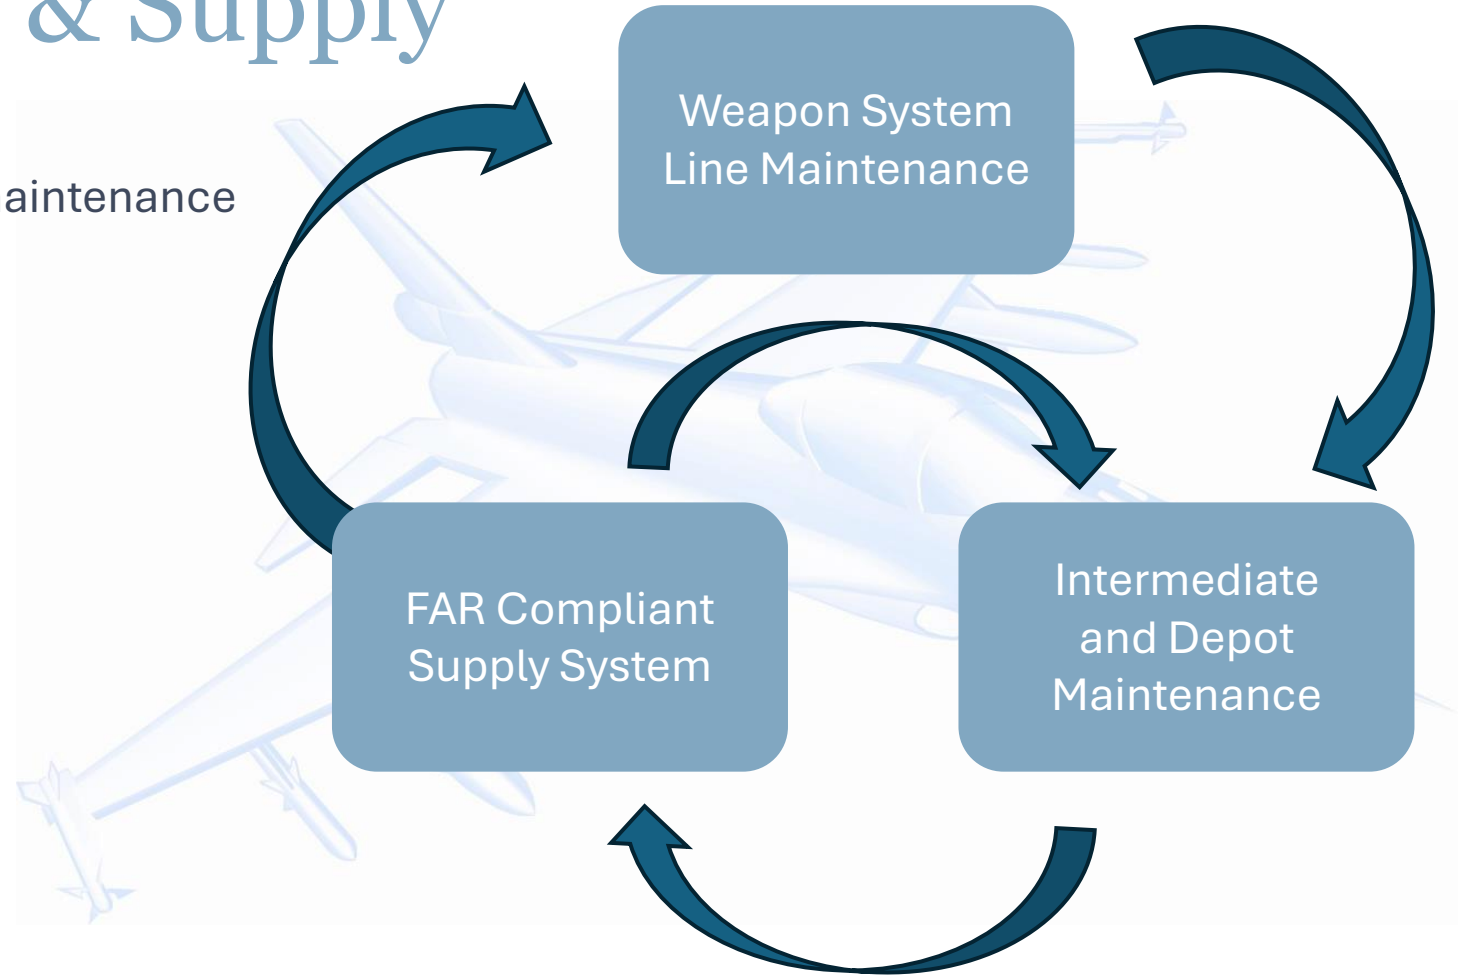 & Supply
Weapon System
Line Maintenance
aintenance
FAR Compliant
Supply System
Intermediate
and Depot
Maintenance